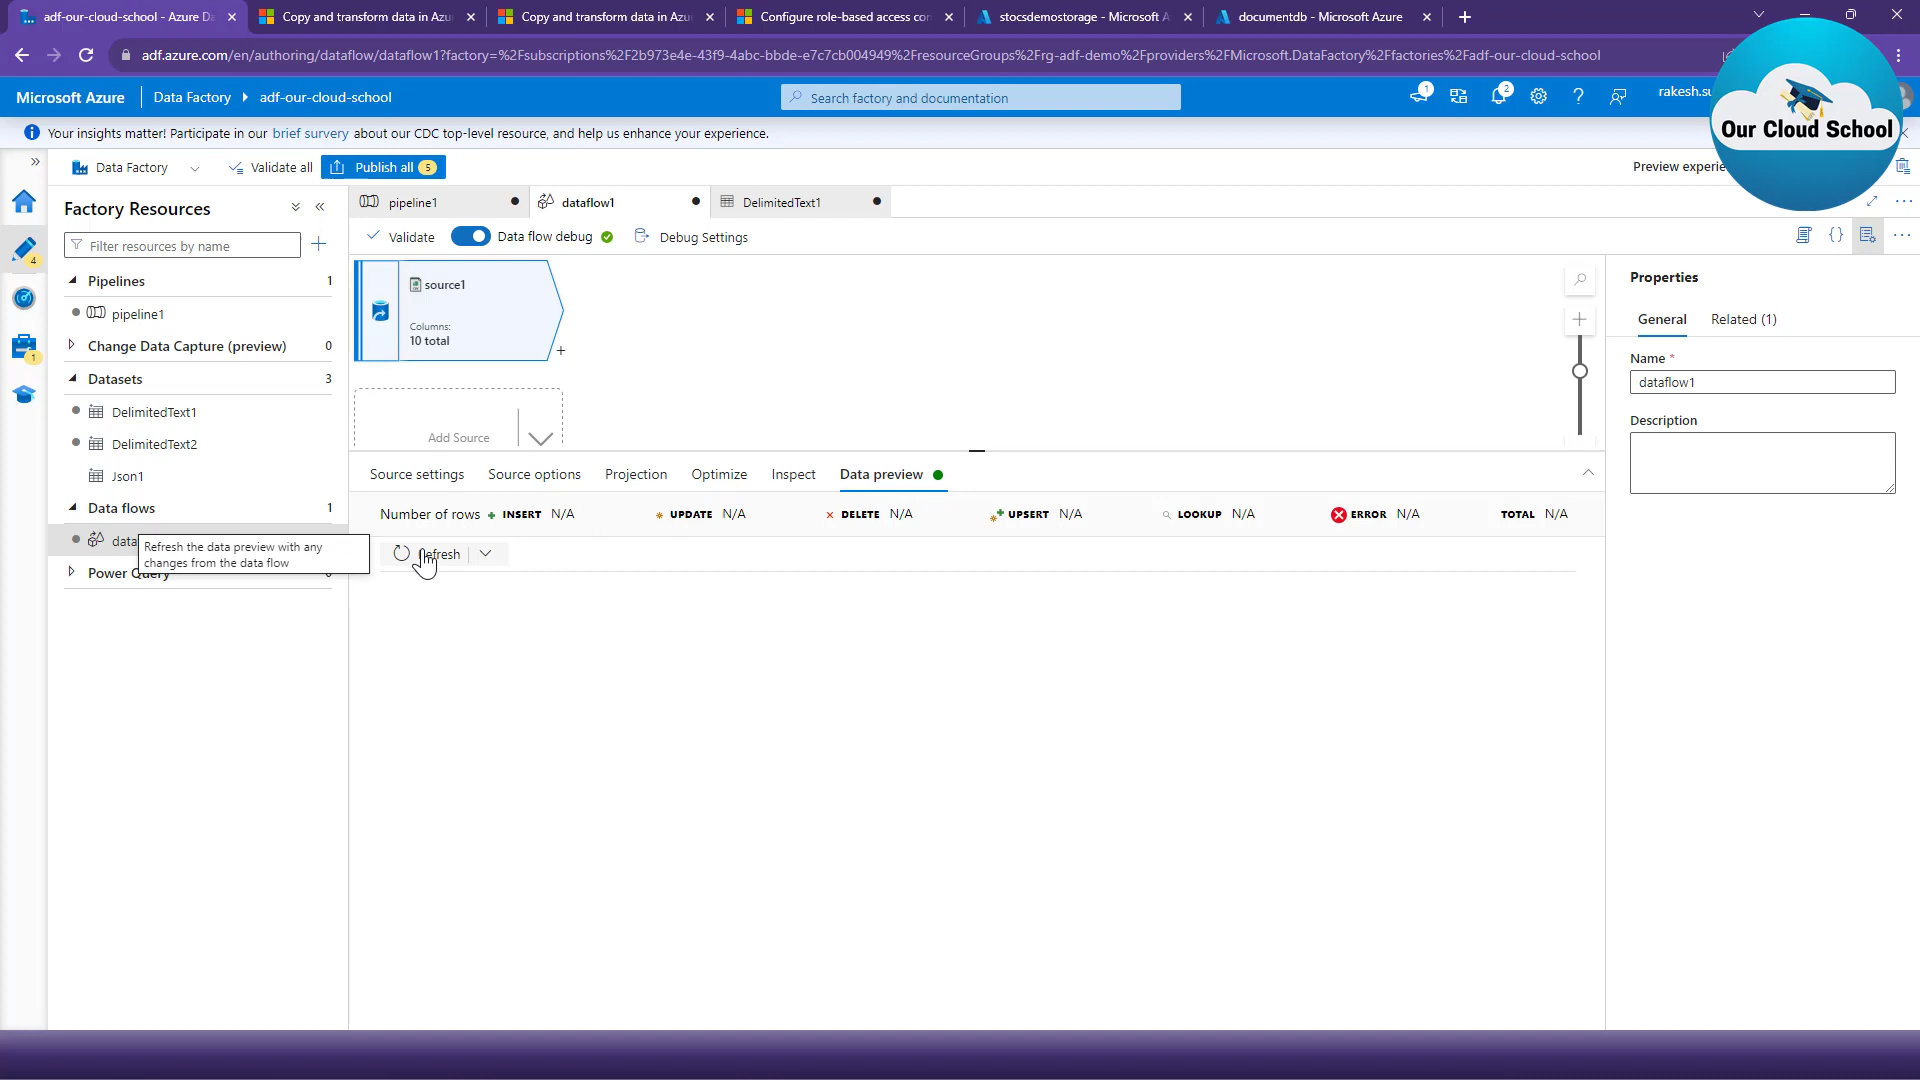 adf-our-cloud-school - Azure Da
Copy and transform data in Azu
Copy and transform data in Azu
Configure role-based access con
stocsdemostorage - Microsoft A
documentdb - Microsoft Azure
adf.azure.com/en/authoring/dataflow/dataflow1?factory=%2Fsubscriptions%2F2b973e4e-43f9-4abc-bbde-e7c7cb004949%2FresourceGroups%2Frg-adf-demo%2Fproviders%2FMicrosoft.DataFactory%2Ffactories%2Fadf-our-cloud-school
Microsoft Azure
Data Factory
adf-our-cloud-school
Search factory and documentation
1
2
rakesh.su
Our Cloud School
Your insights matter! Participate in our brief survey about our CDC top-level resource, and help us enhance your experience.
Data Factory
Validate all
Publish all 5
Preview experie
Factory Resources
Filter resources by name
4
1
Pipelines 1
pipeline1
Change Data Capture (preview) 0
Datasets 3
DelimitedText1
DelimitedText2
Json1
Data flows 1
data
Power Query
Refresh the data preview with any
changes from the data flow
pipeline1
dataflow1
DelimitedText1
Validate
Data flow debug
Debug Settings
source1
Columns:
10 total
Add Source
Source settings
Source options
Projection
Optimize
Inspect
Data preview
Number of rows
INSERT N/A
UPDATE N/A
DELETE N/A
UPSERT N/A
LOOKUP N/A
ERROR N/A
TOTAL N/A
Refresh
Properties
General
Related (1)
Name *
dataflow1
Description